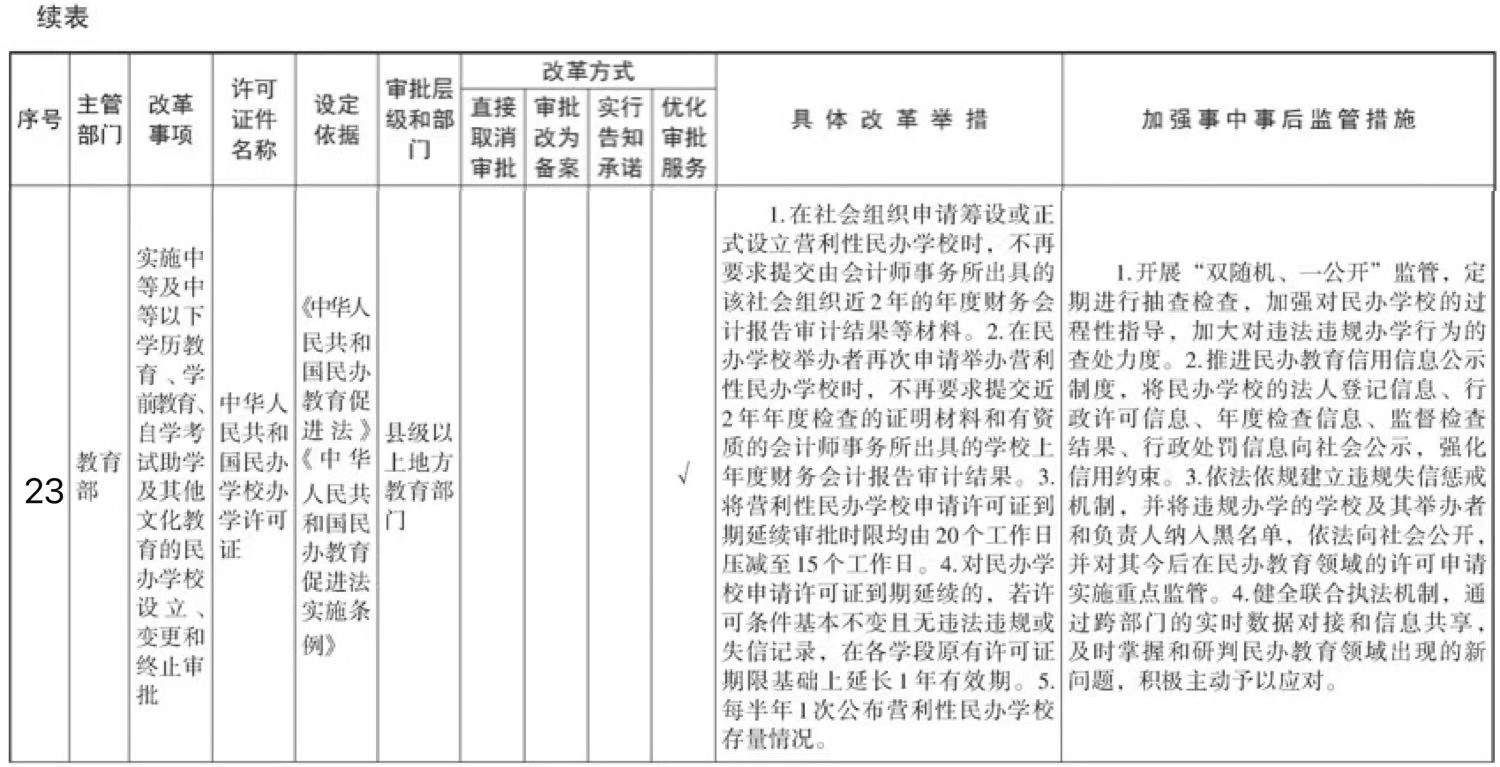 续表
序号
主管
部门
改革
事项
许可
证件
名称
设定
依据
审批层
级和部
门
改革方式
直接
取消
审批
审批
改为
备案
实行
告知
承诺
优化
审批
服务
具体改革举措
加强事中事后监管措施
23
教育
部
实施中
等及中
等以下
学历教
育、学
前教育、
自学考
试助学
及其他
文化教
育的民
办学校
设立、
变更和
终止审
批
中华人
民共和
国民办
学校办
学许可
证
《中华人
民共和
国民办
教育促
进法》
《中华
人民共
和国民
办教育
促进法
实施条
例》
县级以
上地方
教育部
门
√
1.在社会组织申请筹设或正
式设立营利性民办学校时，不再
要求提交由会计师事务所出具的
该社会组织近2年的年度财务会
计报告审计结果等材料。2.在民
办学校举办者再次申请举办营利
性民办学校时，不再要求提交近
2年年度检查的证明材料和有资
质的会计师事务所出具的学校上
年度财务会计报告审计结果。3.
将营利性民办学校申请许可证到
期延续审批时限均由20个工作日
压减至15个工作日。4.对民办学
校申请许可证到期延续的，若许
可条件基本不变且无违法违规或
失信记录，在各学段原有许可证
期限基础上延长1年有效期。5.
每半年1次公布营利性民办学校
存量情况。
1.开展“双随机、一公开”监管，定
期进行抽查检查，加强对民办学校的过
程性指导，加大对违法违规办学行为的
查处力度。2.推进民办教育信用信息公示
制度，将民办学校的法人登记信息、行
政许可信息、年度检查信息、监督检查
结果、行政处罚信息向社会公示，强化
信用约束。3.依法依规建立违规失信惩戒
机制，并将违规办学的学校及其举办者
和负责人纳入黑名单，依法向社会公开，
并对其今后在民办教育领域的许可申请
实施重点监管。4.健全联合执法机制，通
过跨部门的实时数据对接和信息共享，
及时掌握和研判民办教育领域出现的新
问题，积极主动予以应对。